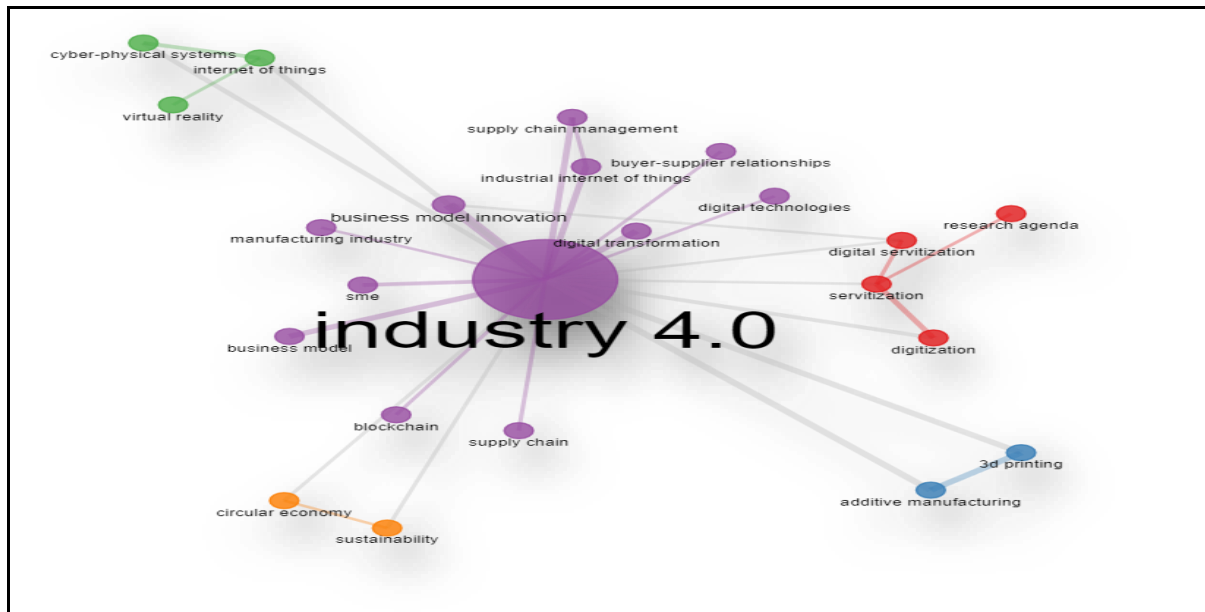 cyber-physical systems
internet of things
virtual reality
supply chain management
buyer-supplier relationships
industrial internet of things
digital technologies
business model innovation
research agenda
manufacturing industry
digital transformation
digital servitization
sme
servitization
industry 4.0
business model
digitization
blockchain
supply chain
3d printing
additive manufacturing
circular economy
sustainability